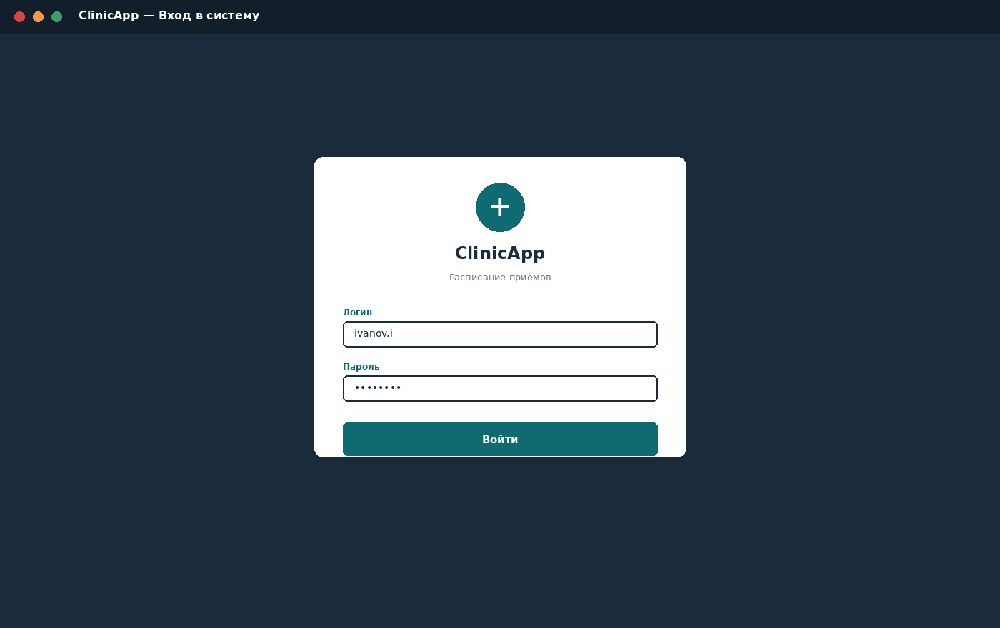 ClinicApp — Вход в систему
+
ClinicApp
Расписание приёмов
Логин
ivanov.i
Пароль
••••••••
Войти